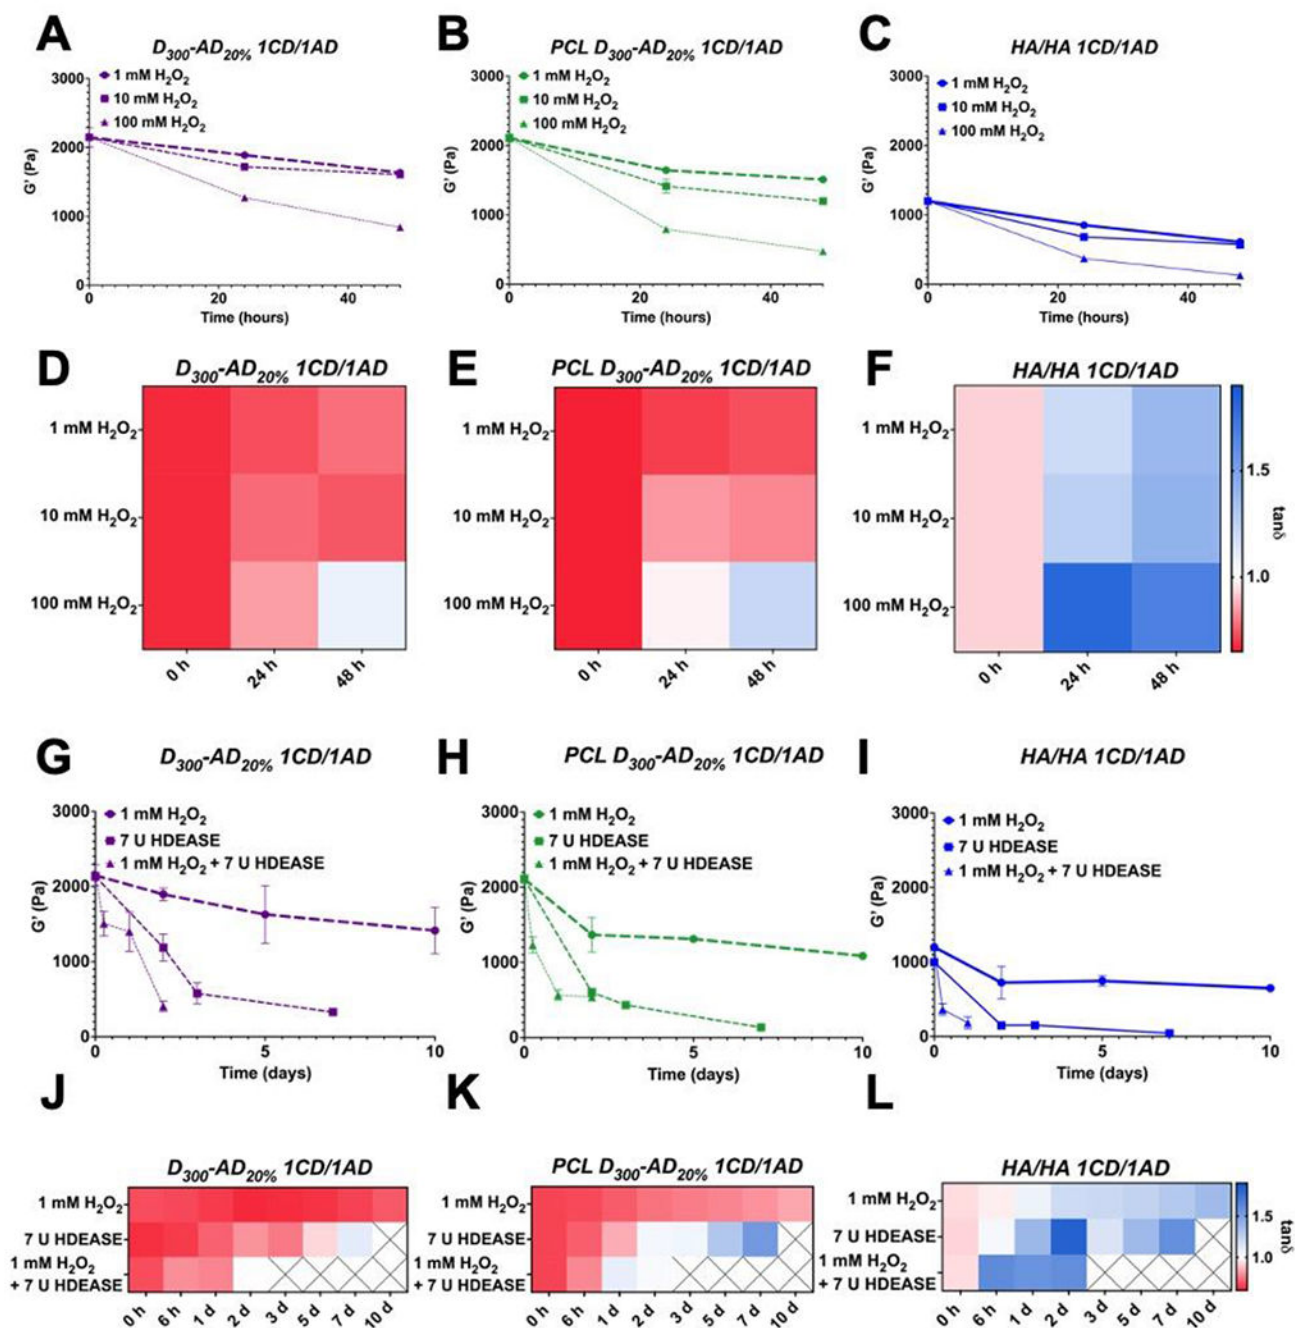 A
D300-AD20% 1CD/1AD
3000
2000
1000
0
G' (Pa)
1 mM H2O2
10 mM H2O2
100 mM H2O2
0
20
40
Time (hours)
B
PCL D300-AD20% 1CD/1AD
3000
2000
1000
0
G' (Pa)
1 mM H2O2
10 mM H2O2
100 mM H2O2
0
20
40
Time (hours)
C
HA/HA 1CD/1AD
3000
2000
1000
0
G' (Pa)
1 mM H2O2
10 mM H2O2
100 mM H2O2
0
20
40
Time (hours)
D
D300-AD20% 1CD/1AD
1 mM H2O2
10 mM H2O2
100 mM H2O2
0 h
24 h
48 h
E
PCL D300-AD20% 1CD/1AD
1 mM H2O2
10 mM H2O2
100 mM H2O2
0 h
24 h
48 h
F
HA/HA 1CD/1AD
1 mM H2O2
10 mM H2O2
100 mM H2O2
0 h
24 h
48 h
1.5
1.0
tanδ
G
D300-AD20% 1CD/1AD
3000
2000
1000
0
G' (Pa)
1 mM H2O2
7 U HDEASE
1 mM H2O2 + 7 U HDEASE
0
5
10
Time (days)
H
PCL D300-AD20% 1CD/1AD
3000
2000
1000
0
G' (Pa)
1 mM H2O2
7 U HDEASE
1 mM H2O2 + 7 U HDEASE
0
5
10
Time (days)
I
HA/HA 1CD/1AD
3000
2000
1000
0
G' (Pa)
1 mM H2O2
7 U HDEASE
1 mM H2O2 + 7 U HDEASE
0
5
10
Time (days)
J
D300-AD20% 1CD/1AD
1 mM H2O2
7 U HDEASE
1 mM H2O2
+ 7 U HDEASE
0 h
6 h
1 d
2 d
3 d
5 d
7 d
10 d
K
PCL D300-AD20% 1CD/1AD
1 mM H2O2
7 U HDEASE
1 mM H2O2
+ 7 U HDEASE
0 h
6 h
1 d
2 d
3 d
5 d
7 d
10 d
L
HA/HA 1CD/1AD
1 mM H2O2
7 U HDEASE
1 mM H2O2
+ 7 U HDEASE
0 h
6 h
1 d
2 d
3 d
5 d
7 d
10 d
1.5
1.0
tanδ